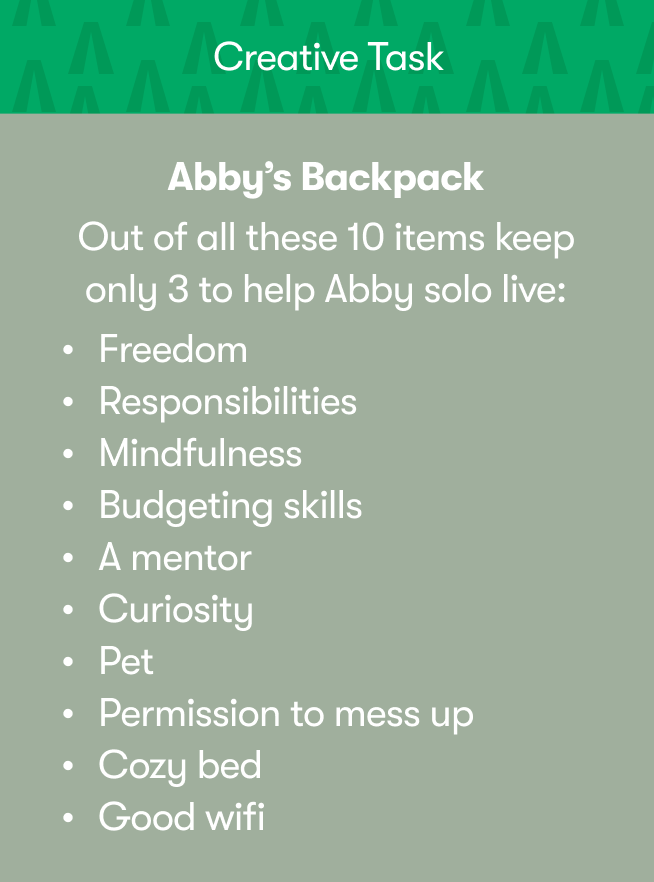 Creative Task
Abby's Backpack
Out of all these 10 items keep
only 3 to help Abby solo live:
• Freedom
• Responsibilities
• Mindfulness
• Budgeting skills
• A mentor
• Curiosity
• Pet
• Permission to mess up
• Cozy bed
• Good wifi